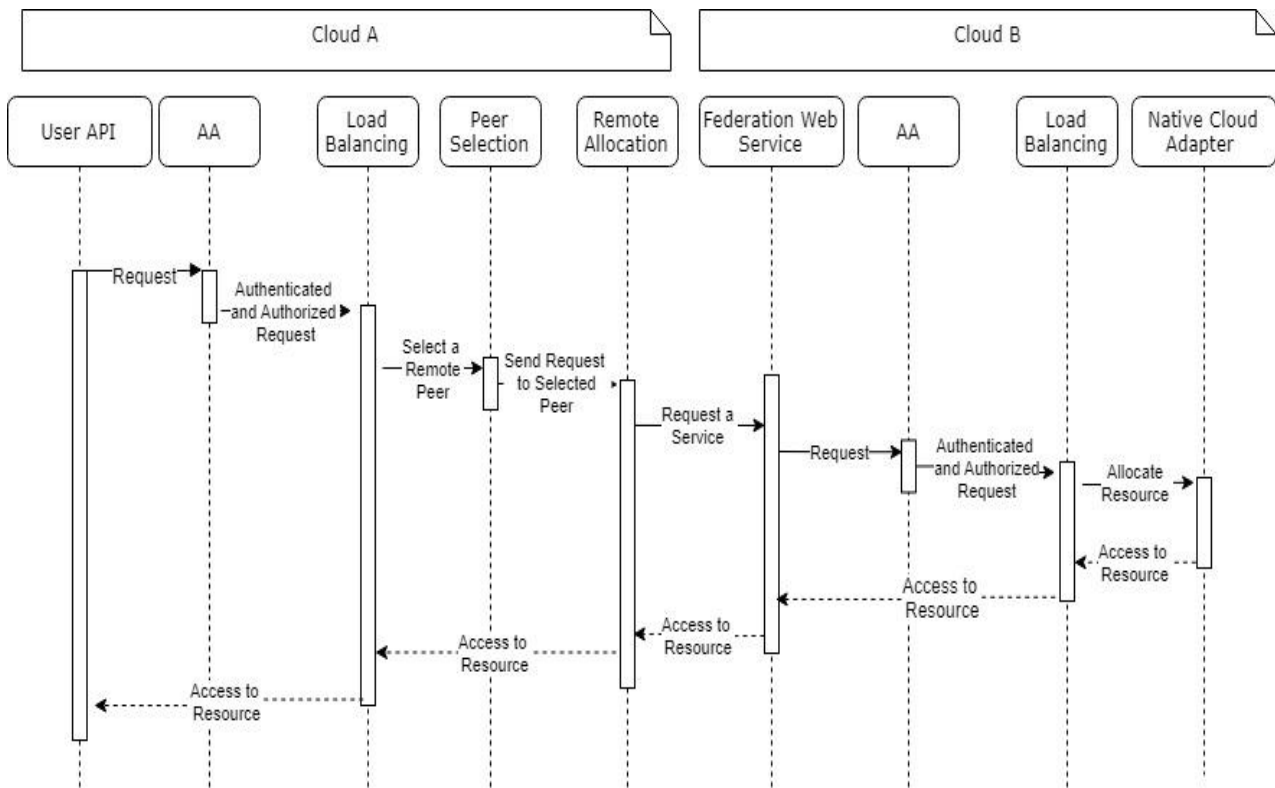 Cloud A
Cloud B
User API
AA
Load
Balancing
Peer
Selection
Remote
Allocation
Federation Web
Service
AA
Load
Balancing
Native Cloud
Adapter
Request
Authenticated
and Authorized
Request
Select a
Remote
Peer
Send Request
to Selected
Peer
Request a
Service
Request
Authenticated
and Authorized
Request
Allocate
Resource
Access to
Resource
Access to
Resource
Access to
Resource
Access to
Resource
Access to
Resource